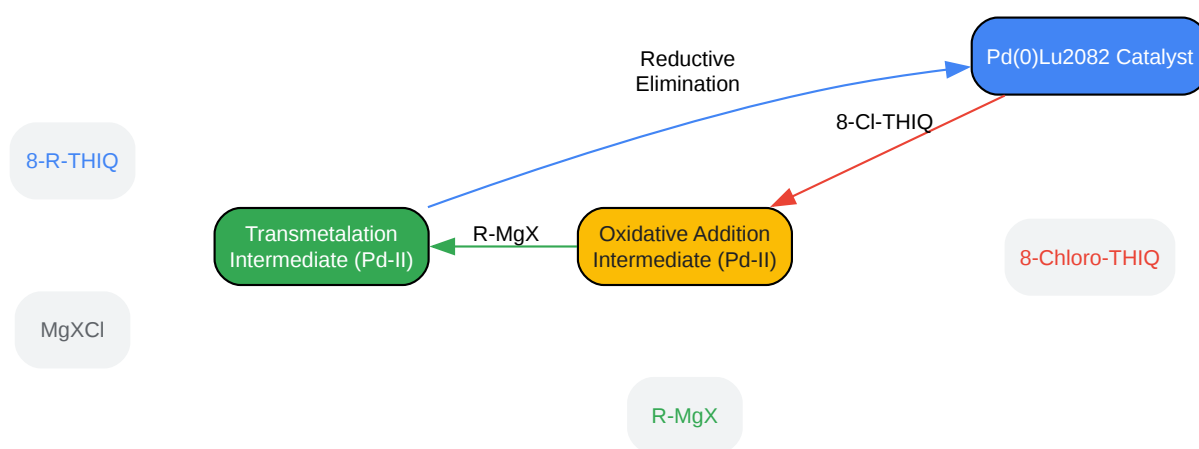 Pd(0)Lu2082 Catalyst
Reductive
Elimination
8-Cl-THIQ
8-R-THIQ
Transmetalation
Intermediate (Pd-II)
R-MgX
Oxidative Addition
Intermediate (Pd-II)
8-Chloro-THIQ
MgXCl
R-MgX